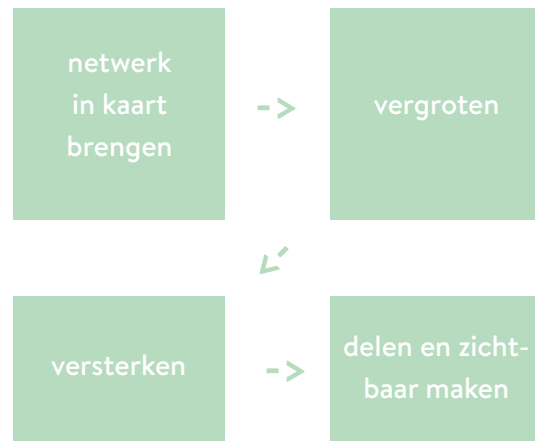 netwerk
in kaart
brengen
->
vergroten
versterken
->
delen en zicht-
baar maken